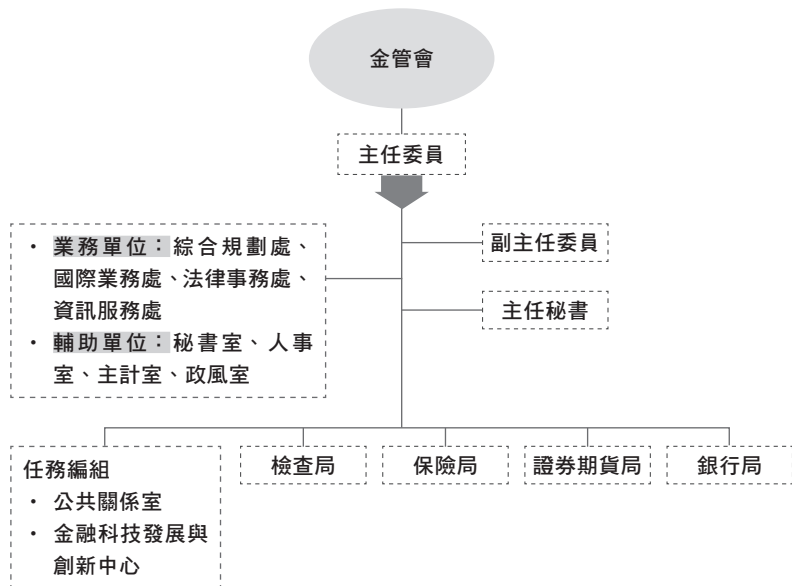 金管會
主任委員
・ 業務單位：綜合規劃處、
國際業務處、法律事務處、
資訊服務處
・ 輔助單位：秘書室、人事
室、主計室、政風室
副主任委員
主任秘書
任務編組
・ 公共關係室
・ 金融科技發展與
創新中心
檢查局
保險局
證券期貨局
銀行局